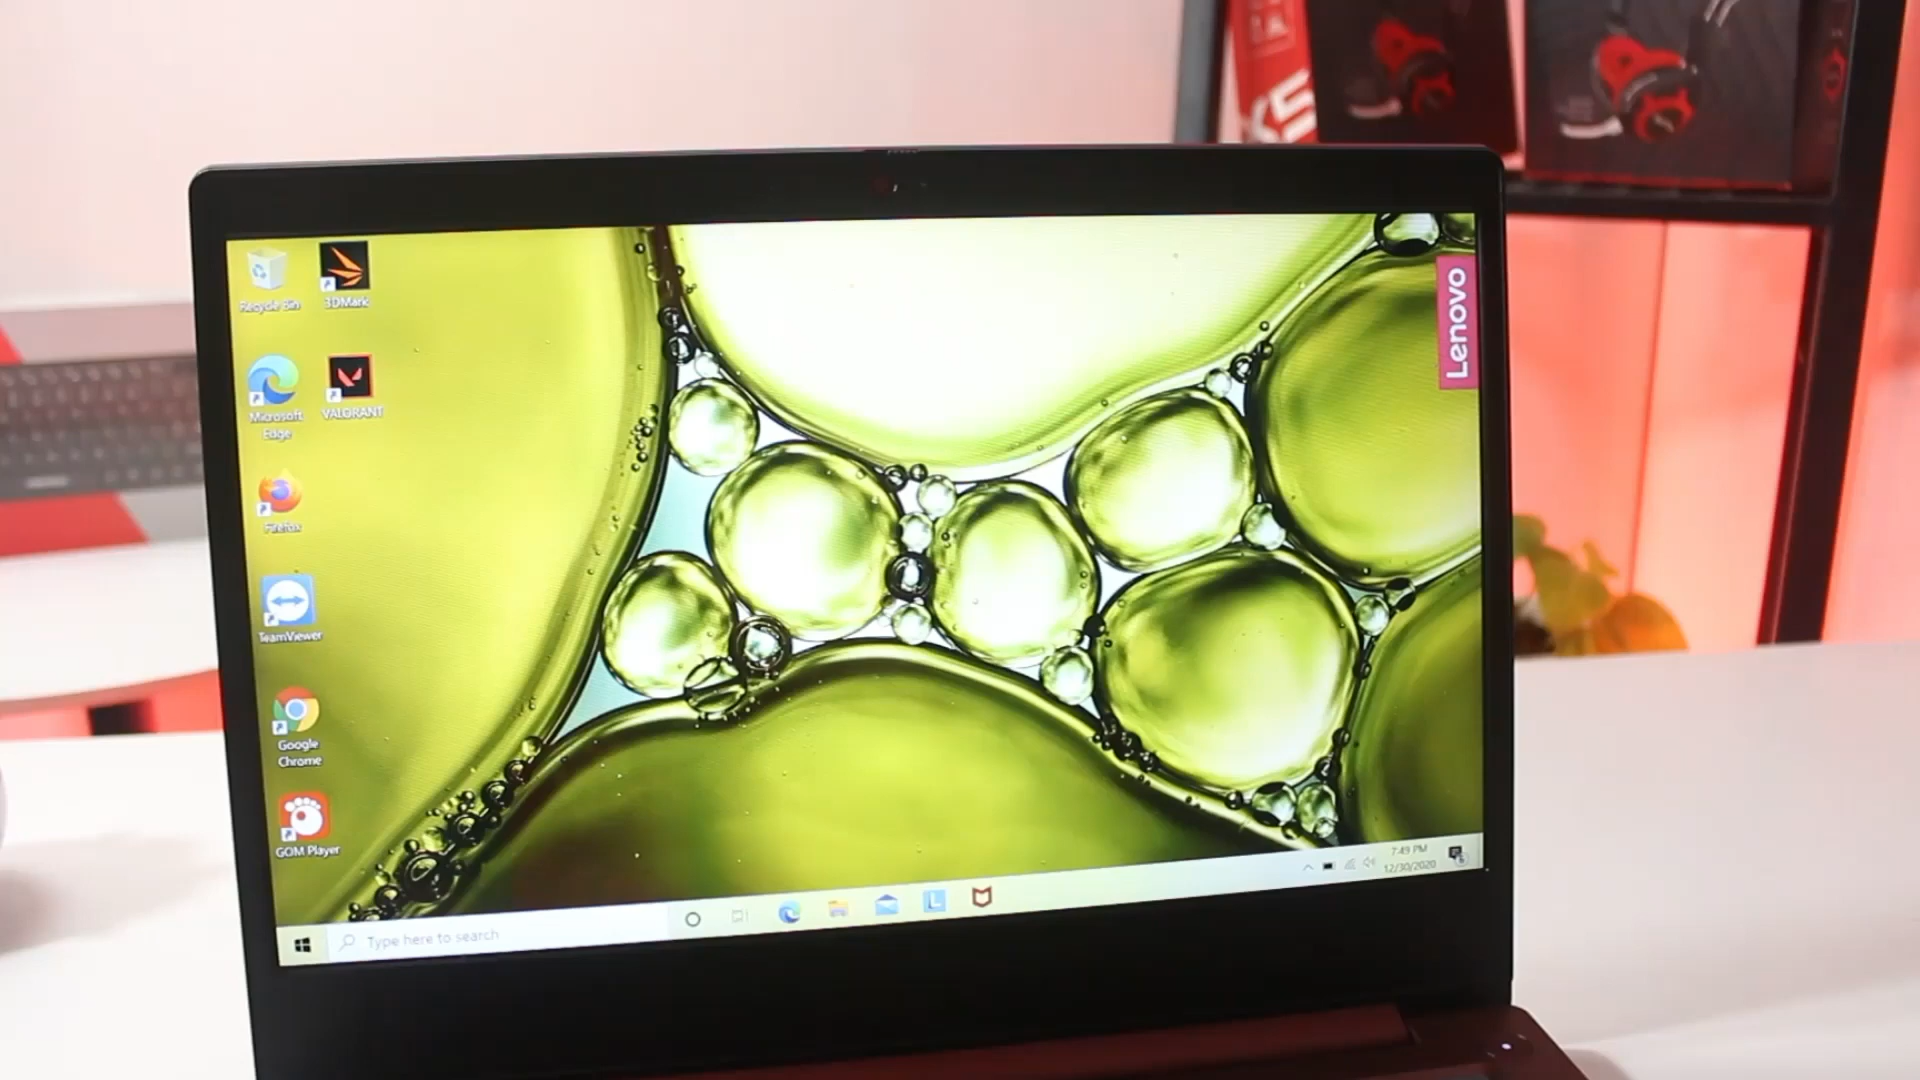 Recycle Bin
3DMark
Microsoft
Edge
VALORANT
Firefox
TeamViewer
Google
Chrome
GOM Player
Lenovo
Type here to search
L
7:49 PM
12/30/2020